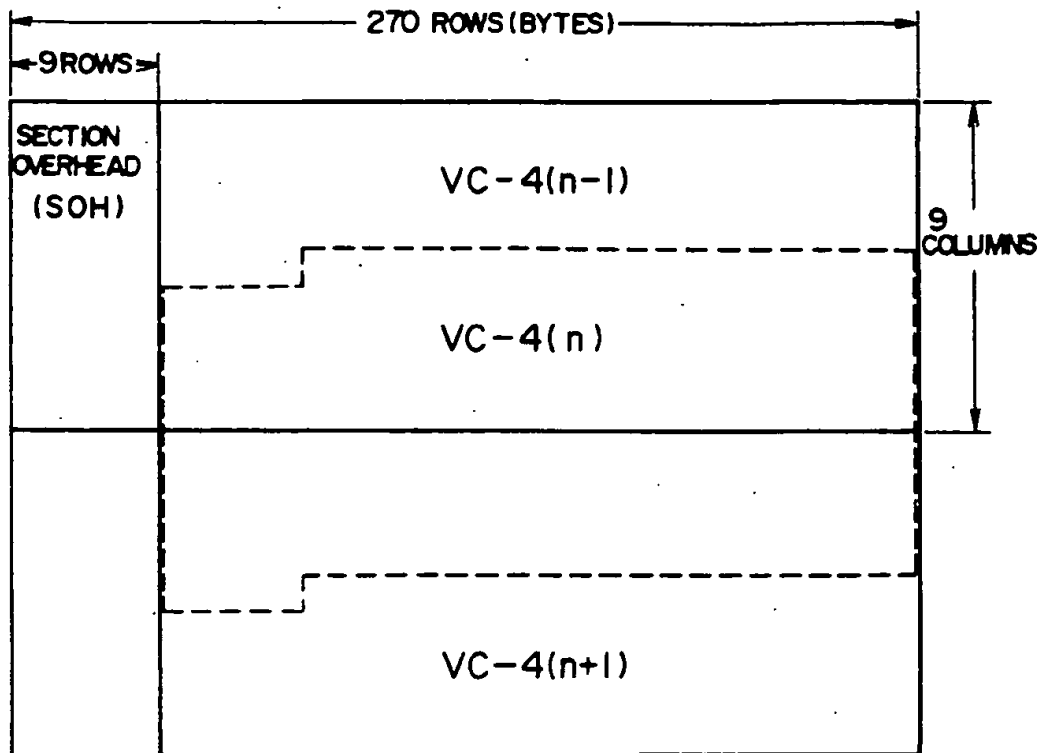 270 ROWS(BYTES)
9 ROWS
SECTION
OVERHEAD
(SOH)
VC-4(n-1)
9
COLUMNS
VC-4(n)
VC-4(n+1)